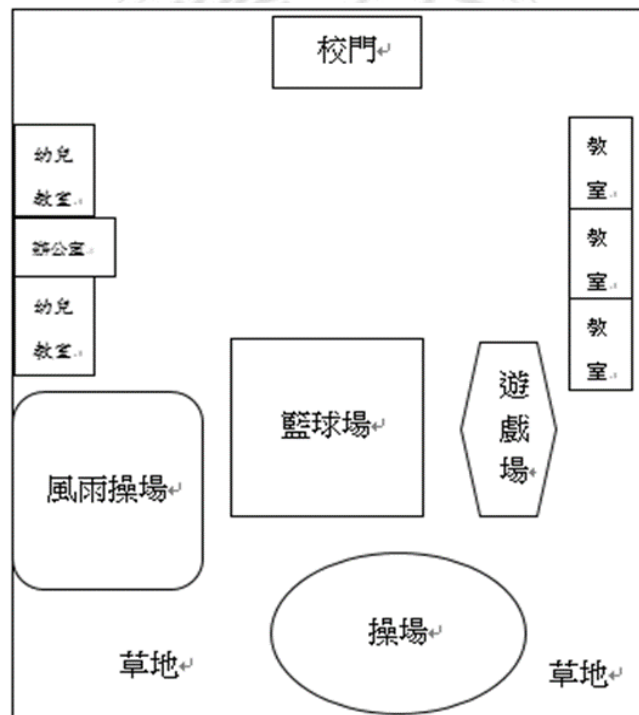 校門
幼兒
教室
辦公室
幼兒
教室
教
室
教
室
教
室
籃球場
遊
戲
場
風雨操場
操場
草地
草地